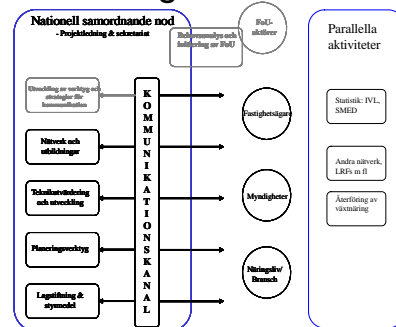 Nationell samordnande nod
- Projektledning & sekretariat
FoU-
aktörer
Behovsanalys och
initiering av FoU
Utveckling av verktyg och
strategier för
kommunikation
Nätverk och
utbildningar
Teknikutvärdering
och utveckling
Planeringsverktyg
Lagstiftning &
styrmedel
KOMMUNIKATIONSKANAL
Fastighetsägare
Myndigheter
Näringsliv/
Bransch
Parallella
aktiviteter
Statistik: IVL,
SMED
Andra nätverk,
LRFs m fl
Återföring av
växtnäring